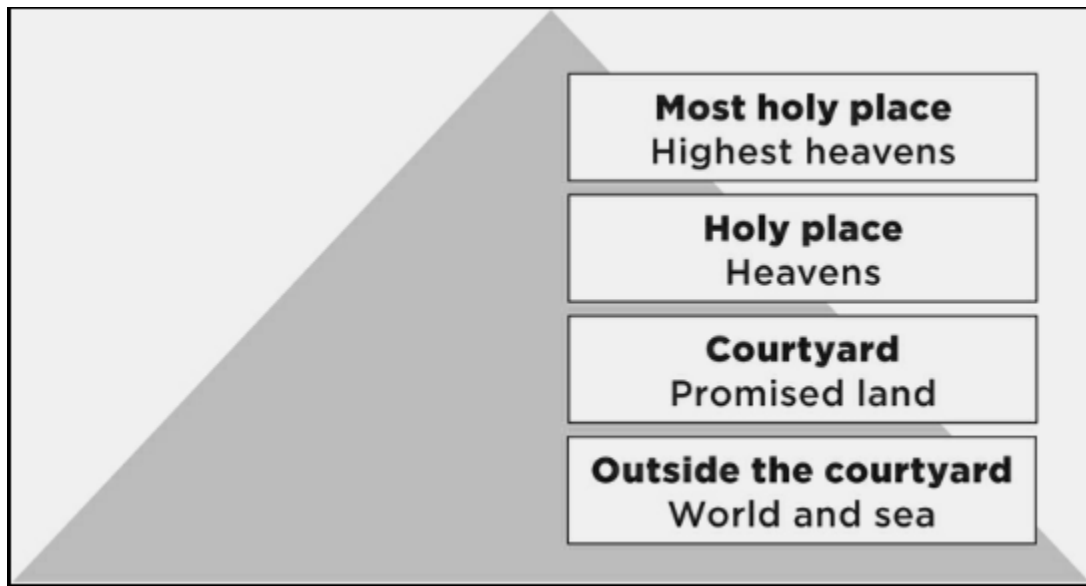 Most holy place
Highest heavens
Holy place
Heavens
Courtyard
Promised land
Outside the courtyard
World and sea